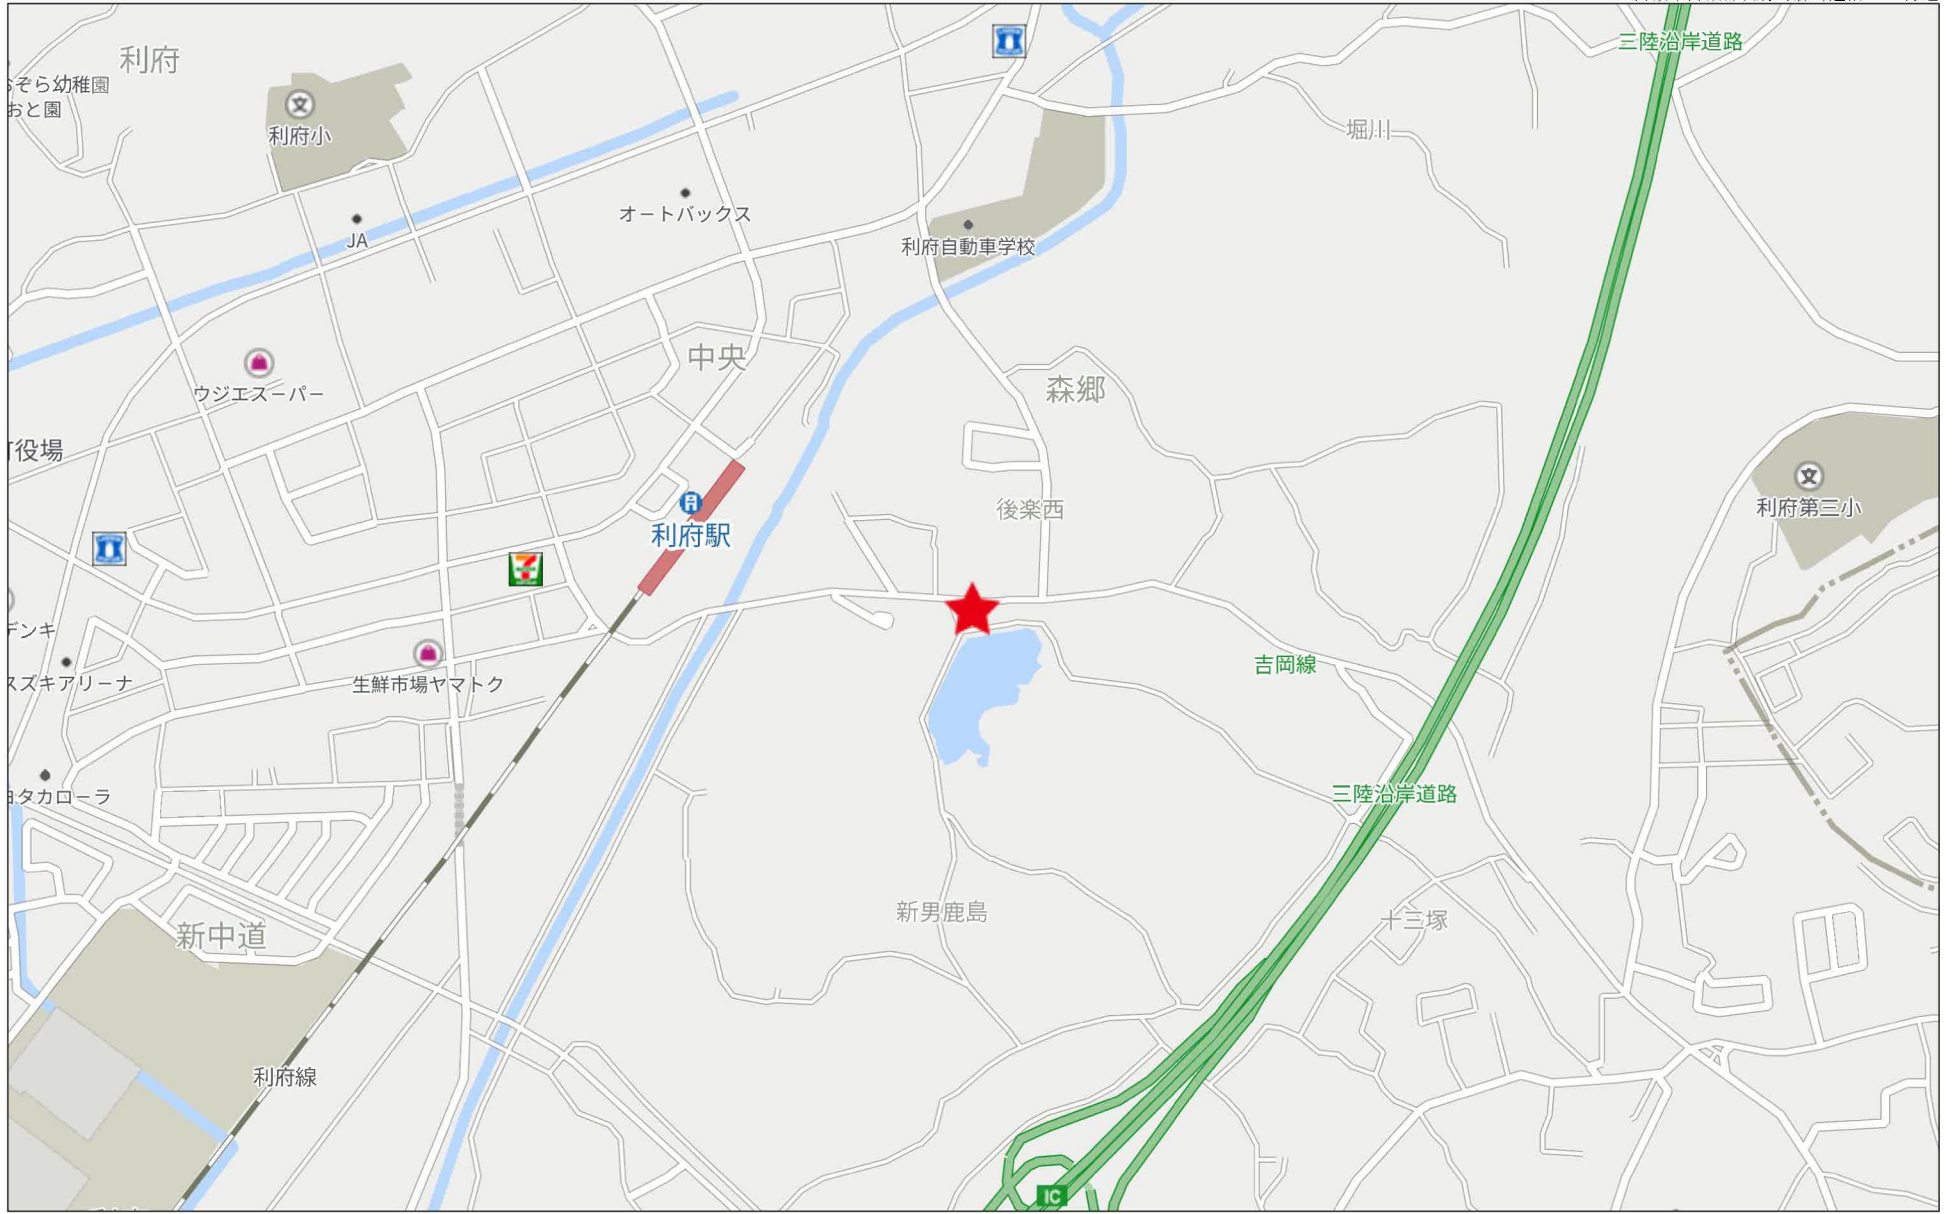 三陸沿岸道路
利府
おぞら幼稚園
おと園
利府小
堀川
オートバックス
JA
利府自動車学校
中央
ウジエスーパー
森郷
役場
利府第三小
後楽西
利府駅
デンキ
吉岡線
スズキアリーナ
生鮮市場ヤマトク
三陸沿岸道路
ヨタカローラ
新男鹿島
十三塚
新中道
利府線
IC